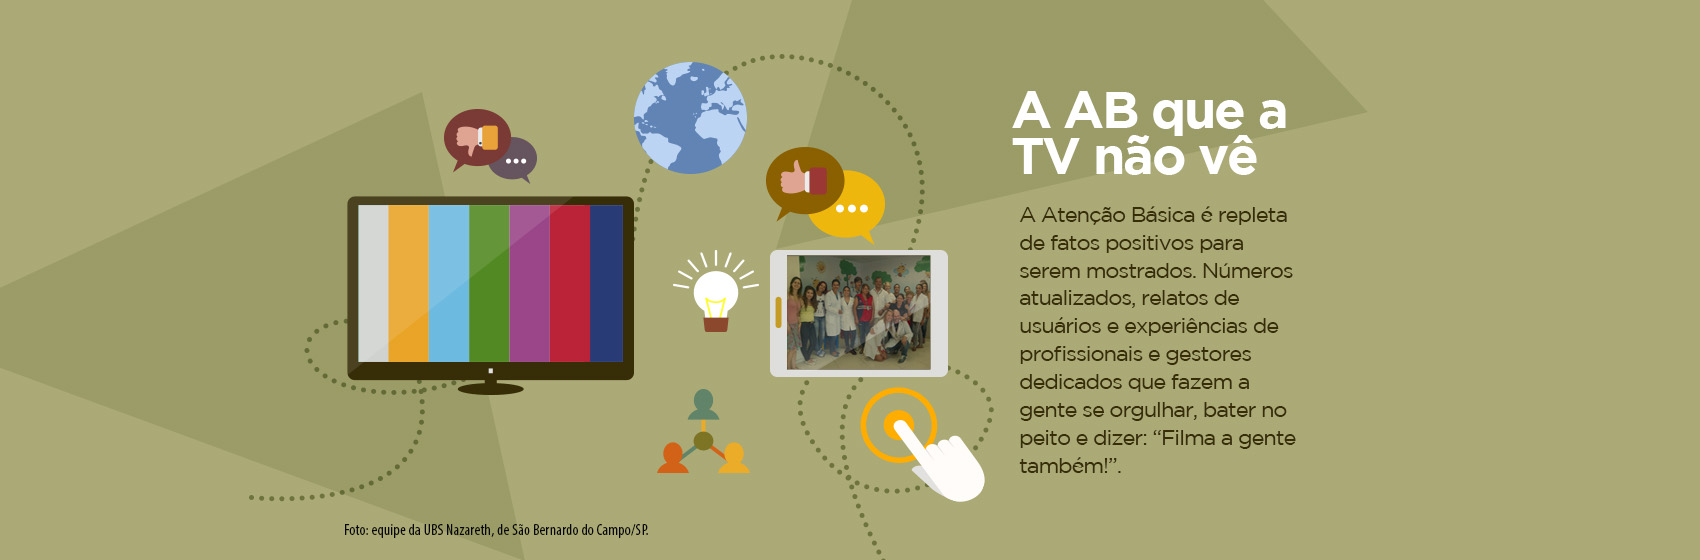 A AB que a
TV não vê
A Atenção Básica é repleta
de fatos positivos para
serem mostrados. Números
atualizados, relatos de
usuários e experiências de
profissionais e gestores
dedicados que fazem a
gente se orgulhar, bater no
peito e dizer: “Filma a gente
também!”.
Foto: equipe da UBS Nazareth, de São Bernardo do Campo/SP.